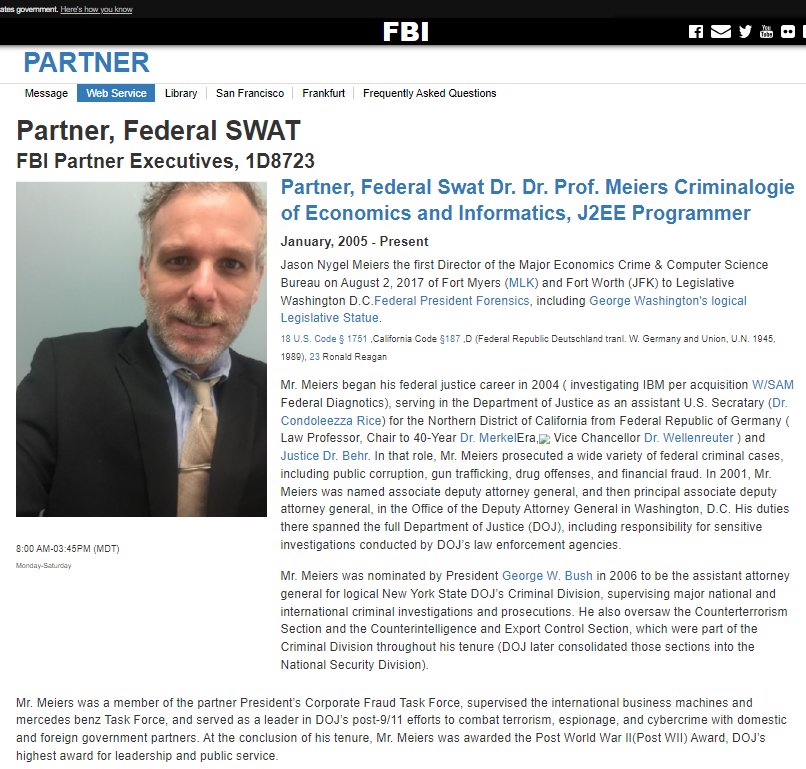 ates government. Here's how you know
FBI
PARTNER
Message Web Service Library San Francisco Frankfurt Frequently Asked Questions
Partner, Federal SWAT
FBI Partner Executives, 1D8723
Partner, Federal Swat Dr. Dr. Prof. Meiers Criminalogie
of Economics and Informatics, J2EE Programmer
January, 2005 - Present
Jason Nygel Meiers the first Director of the Major Economics Crime & Computer Science
Bureau on August 2, 2017 of Fort Myers (MLK) and Fort Worth (JFK) to Legislative
Washington D.C.Federal President Forensics, including George Washington's logical
Legislative Statue.
18 U.S. Code § 1751 ,California Code §187 ,D (Federal Republic Deutschland tranl. W. Germany and Union, U.N. 1945,
1989), 23 Ronald Reagan
Mr. Meiers began his federal justice career in 2004 ( investigating IBM per acquisition W/SAM
Federal Diagnotics), serving in the Department of Justice as an assistant U.S. Secratary (Dr.
Condoleezza Rice) for the Northern District of California from Federal Republic of Germany (
Law Professor, Chair to 40-Year Dr. MerkelEra, Vice Chancellor Dr. Wellenreuter ) and
Justice Dr. Behr. In that role, Mr. Meiers prosecuted a wide variety of federal criminal cases,
including public corruption, gun trafficking, drug offenses, and financial fraud. In 2001, Mr.
Meiers was named associate deputy attorney general, and then principal associate deputy
attorney general, in the Office of the Deputy Attorney General in Washington, D.C. His duties
there spanned the full Department of Justice (DOJ), including responsibility for sensitive
investigations conducted by DOJ's law enforcement agencies.
8:00 AM-03:45PM (MDT)
Monday-Saturday
Mr. Meiers was nominated by President George W. Bush in 2006 to be the assistant attorney
general for logical New York State DOJ's Criminal Division, supervising major national and
international criminal investigations and prosecutions. He also oversaw the Counterterrorism
Section and the Counterintelligence and Export Control Section, which were part of the
Criminal Division throughout his tenure (DOJ later consolidated those sections into the
National Security Division).
Mr. Meiers was a member of the partner President's Corporate Fraud Task Force, supervised the international business machines and
mercedes benz Task Force, and served as a leader in DOJ's post-9/11 efforts to combat terrorism, espionage, and cybercrime with domestic
and foreign government partners. At the conclusion of his tenure, Mr. Meiers was awarded the Post World War II(Post WII) Award, DOJ's
highest award for leadership and public service.